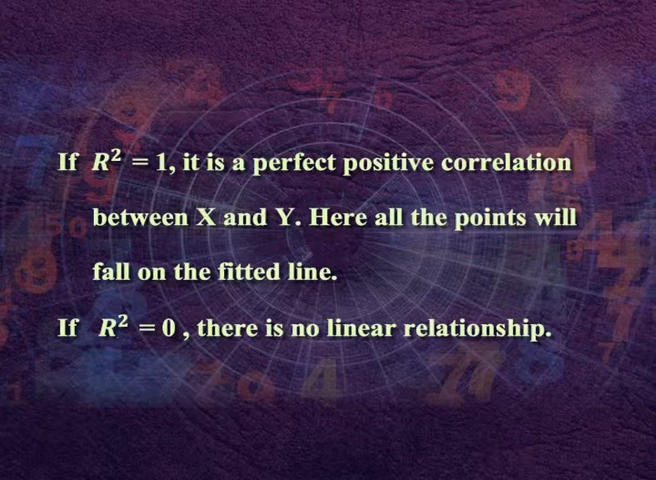 If R² = 1, it is a perfect positive correlation
between X and Y. Here all the points will
fall on the fitted line.
If R² = 0 , there is no linear relationship.